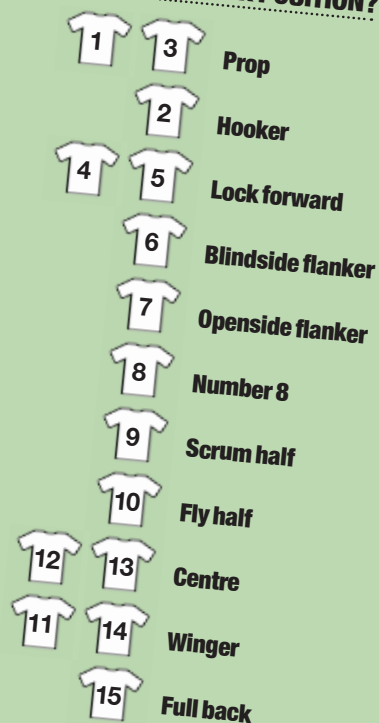 POSITION?
1 3 Prop
2 Hooker
4 5 Lock forward
6 Blindside flanker
7 Openside flanker
8 Number 8
9 Scrum half
10 Fly half
12 13 Centre
11 14 Winger
15 Full back